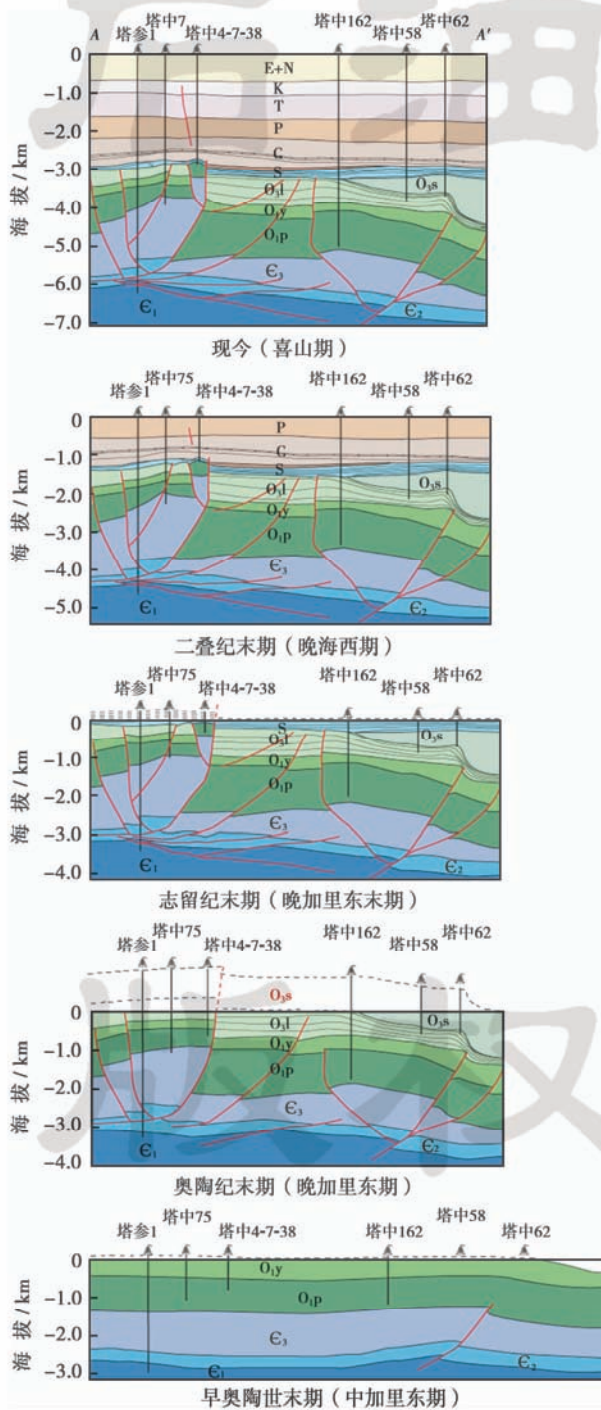 石油
塔中7 塔中162 塔中62
A 塔参1 塔中4-7-38 塔中58 A′
0
E+N
K
-1.0
T
-2.0
P
C
-3.0
S
O₃l O₃s
-4.0
O₁y
O₁p
-5.0
Є₃
-6.0
Є₁ Є₂
-7.0
海拔/km
现今（喜山期）
塔中75 塔中162 塔中62
塔参1 塔中4-7-38 塔中58
0
P
C
-1.0
S
O₃l O₃s
-2.0
O₁y
O₁p
-3.0
Є₃
-4.0
Є₁ Є₂
-5.0
海拔/km
二叠纪末期（晚海西期）
塔中75 塔中162 塔中62
塔参1 塔中4-7-38 塔中58
0
S
O₃l O₃s
-1.0
O₁y
O₁p
-2.0
Є₃
-3.0
Є₁ Є₂
-4.0
海拔/km
志留纪末期（晚加里东末期）
塔中75 塔中162 塔中62
塔参1 塔中4-7-38 塔中58
O₃s
0
O₃l O₃s
-1.0
O₁y
O₁p
-2.0
Є₃
-3.0
Є₁ Є₂
-4.0
海拔/km
版权
奥陶纪末期（晚加里东期）
塔中75 塔中58
塔参1 塔中4-7-38 塔中162 塔中62
0
O₁y
-1.0
O₁p
-2.0
Є₃
-3.0
Є₁ Є₂
海拔/km
早奥陶世末期（中加里东期）